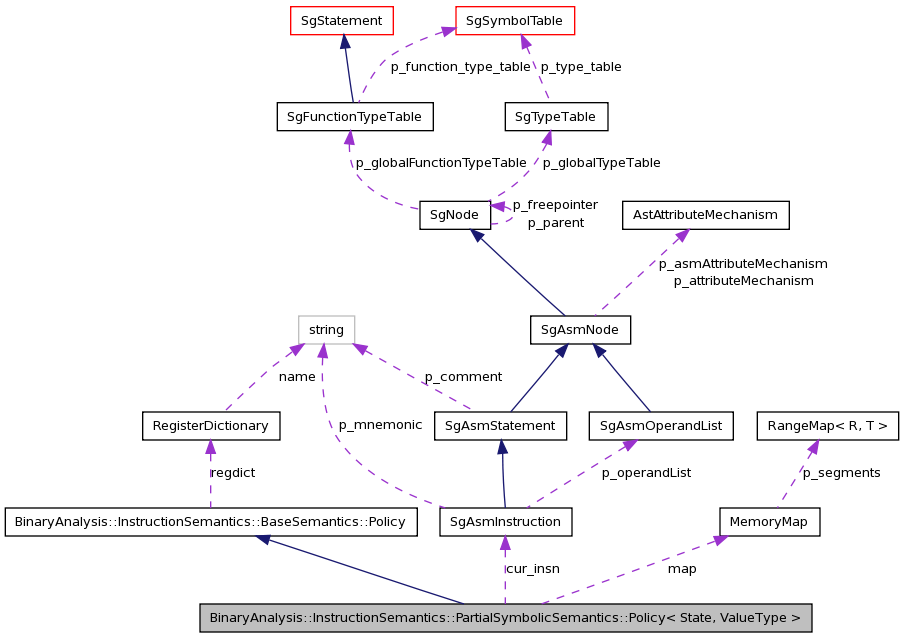 SgStatement
SgSymbolTable
p_function_type_table
p_type_table
SgFunctionTypeTable
SgTypeTable
p_globalFunctionTypeTable
p_globalTypeTable
SgNode
p_freepointer
p_parent
AstAttributeMechanism
p_asmAttributeMechanism
p_attributeMechanism
string
SgAsmNode
name
p_comment
p_mnemonic
RegisterDictionary
SgAsmStatement
SgAsmOperandList
RangeMap< R, T >
regdict
p_operandList
p_segments
BinaryAnalysis::InstructionSemantics::BaseSemantics::Policy
SgAsmInstruction
MemoryMap
cur_insn
map
BinaryAnalysis::InstructionSemantics::PartialSymbolicSemantics::Policy< State, ValueType >